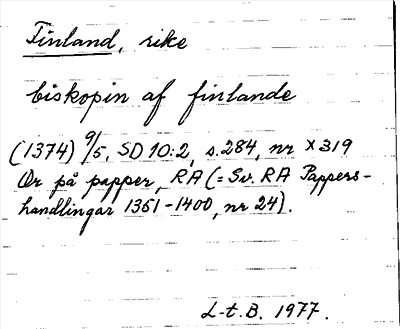 Finland, rike
biskopin af finlande
(1374) 9/5, SD 10:2, s. 284, nr X 319
Or på papper, RA (= Sv. RA Pappers-
handlingar 1351-1400, nr 24).
L-t. B. 1977.